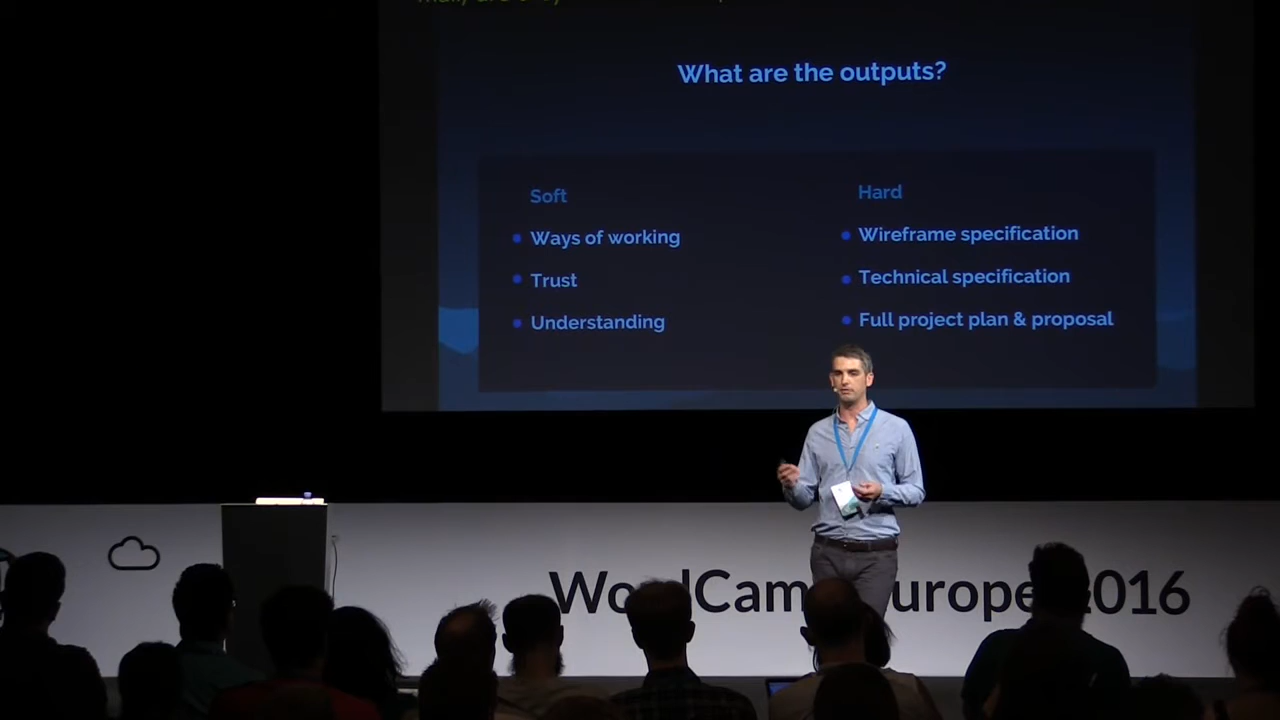 What are the outputs?
Soft
Ways of working
Trust
Understanding
Hard
Wireframe specification
Technical specification
Full project plan & proposal